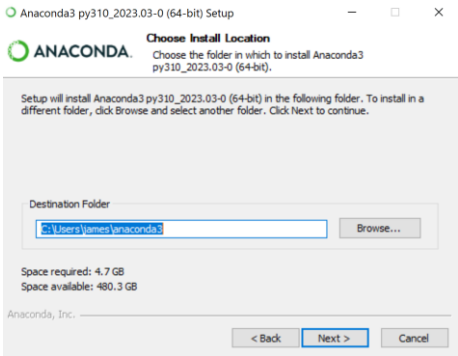 Anaconda3 py310_2023.03-0 (64-bit) Setup
ANACONDA.
Choose Install Location
Choose the folder in which to install Anaconda3
py310_2023.03-0 (64-bit).
Setup will install Anaconda3 py310_2023.03-0 (64-bit) in the following folder. To install in a
different folder, click Browse and select another folder. Click Next to continue.
Destination Folder
C:\Users\james\anaconda3
Browse...
Space required: 4.7 GB
Space available: 480.3 GB
Anaconda, Inc.
< Back
Next >
Cancel